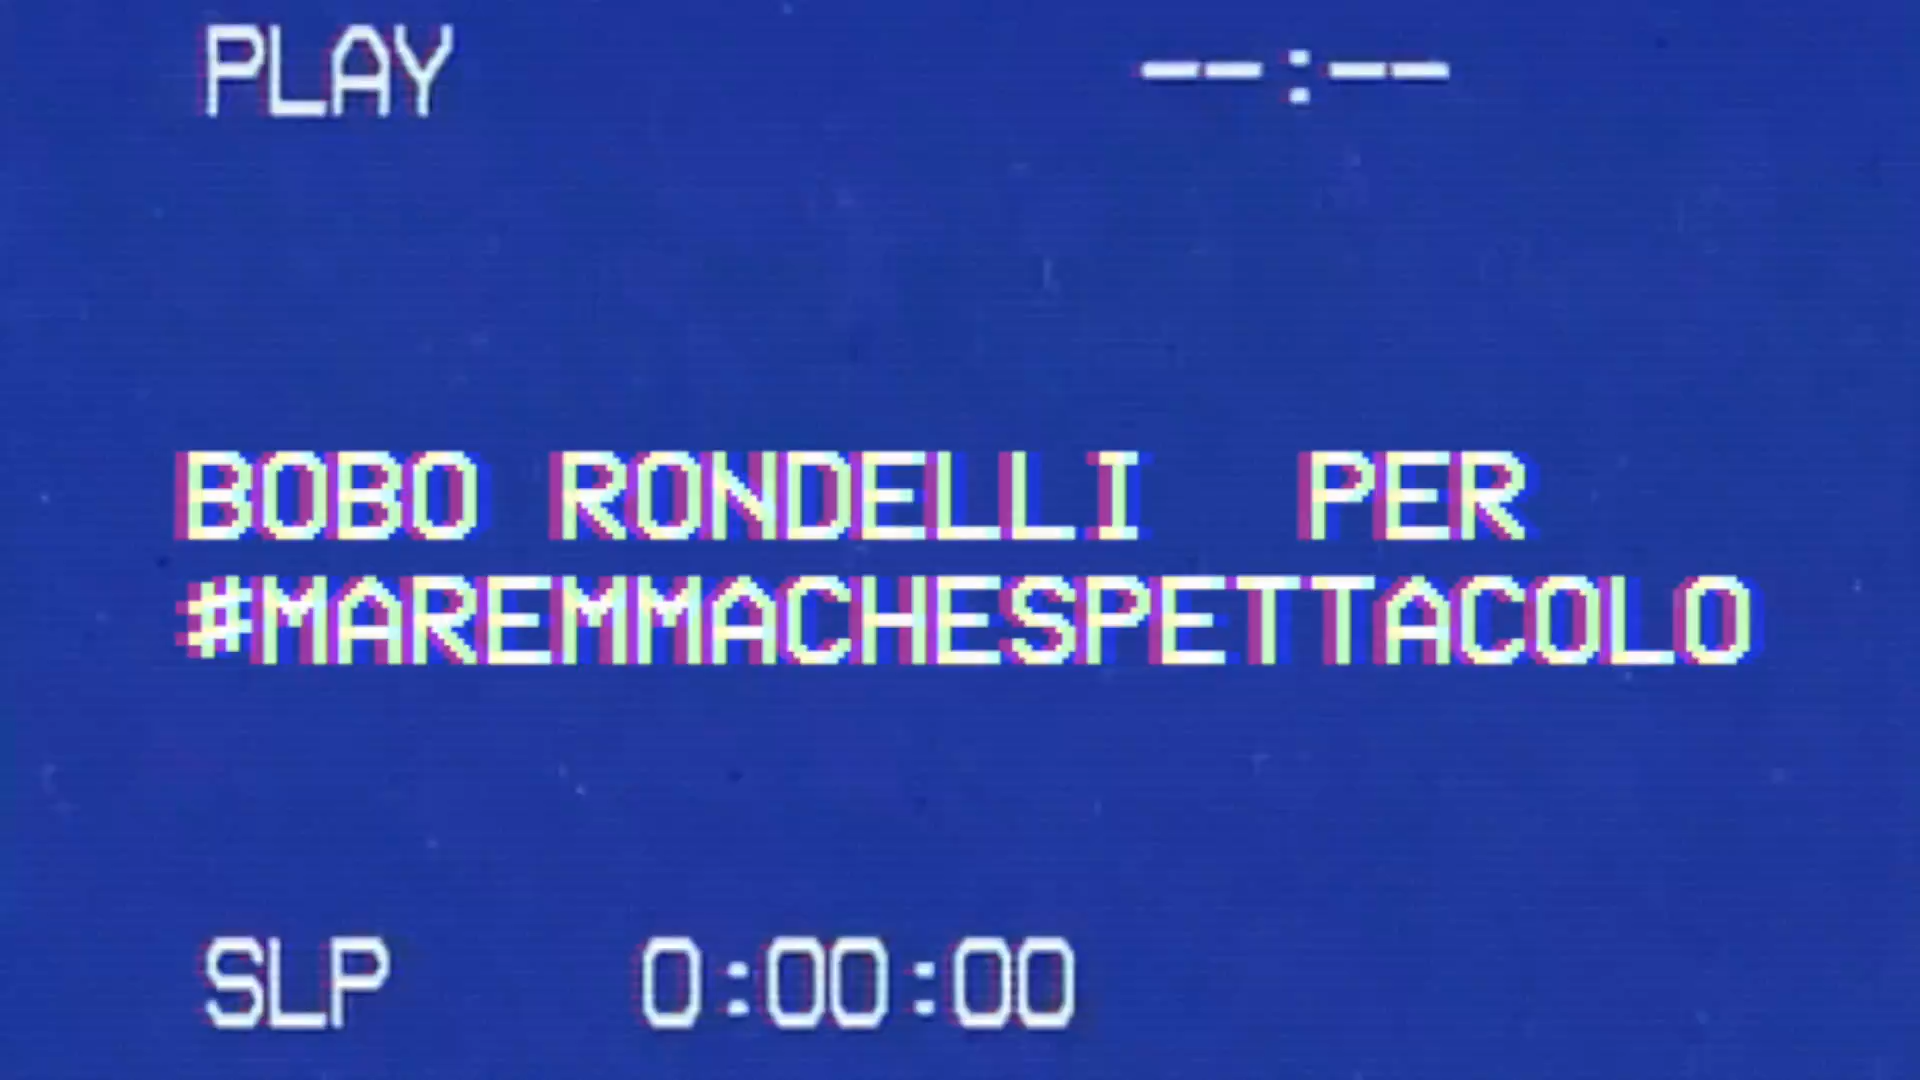 PLAY --:--
BOBO RONDELLI PER
#MAREMMACHESPETTACOLO
SLP 0:00:00